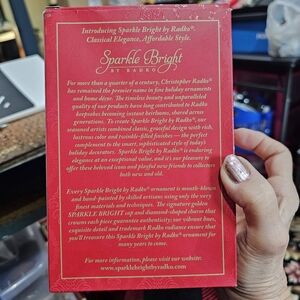 Introducing Sparkle Bright by Radko®.
Classical Elegance, Affordable Style.
Sparkle Bright
BY RADKO®
For more than a quarter of a century, Christopher Radko®
has remained the premier name in fine holiday ornaments
and home décor. The timeless beauty and unparalleled
quality of our products have long contributed to Radko
keepsakes becoming instant heirlooms, shared across
generations. To create Sparkle Bright by Radko®, our
seasoned artists combined classic, graceful design with rich,
lustrous color and twinkle-filled finishes — the perfect
complement to the smart, sophisticated style of today's
holiday decorator. Sparkle Bright by Radko® is enduring
elegance at an exceptional value, and it's our pleasure to
offer these beloved icons and playful new friends to collectors
both new and old.
Every Sparkle Bright by Radko® ornament is mouth-blown
and hand-painted by skilled artisans using only the very
finest materials and techniques. The signature golden
SPARKLE BRIGHT cap and diamond-shaped charm that
crowns each piece guarantees authenticity; our vibrant hues,
exquisite detail and trademark Radko radiance ensure that
you'll treasure this Sparkle Bright by Radko® ornament for
many years to come.
For more information, please visit our website:
www.sparklebrightbyradko.com